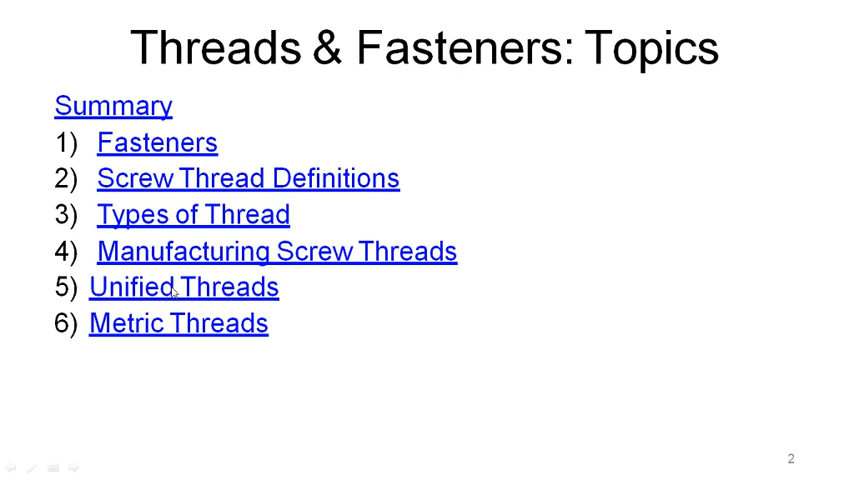 Threads & Fasteners: Topics
Summary
1) Fasteners
2) Screw Thread Definitions
3) Types of Thread
4) Manufacturing Screw Threads
5) Unified Threads
6) Metric Threads
2